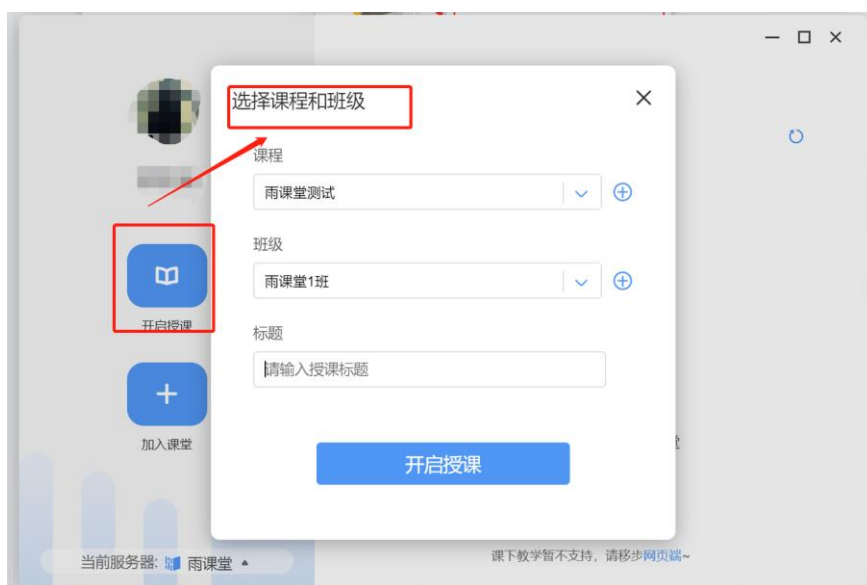 选择课程和班级
课程
雨课堂测试
班级
雨课堂1班
标题
请输入授课标题
开启授课
开启授课
加入课堂
当前服务器: 雨课堂
课下教学暂不支持，请移步网页端~